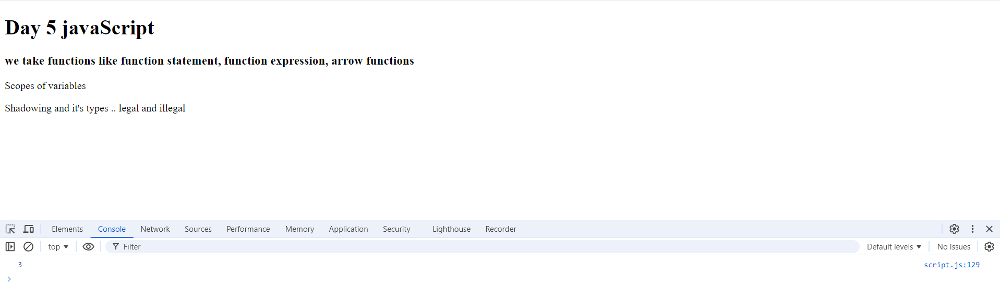 Day 5 javaScript
we take functions like function statement, function expression, arrow functions
Scopes of variables
Shadowing and it's types .. legal and illegal
Elements Console Network Sources Performance Memory Application Security Lighthouse Recorder
top Filter Default levels No Issues
3 script.js:129